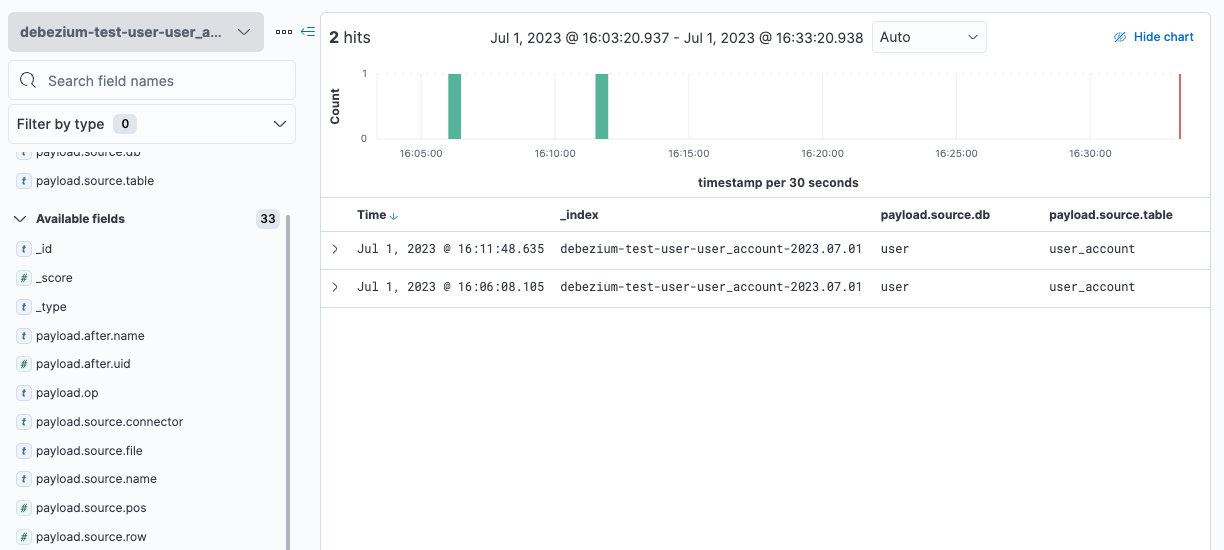 debezium-test-user-user_a...
Search field names
Filter by type 0
payload.source.db
t payload.source.table
Available fields 33
t _id
# _score
t _type
t payload.after.name
# payload.after.uid
t payload.op
t payload.source.connector
t payload.source.file
t payload.source.name
# payload.source.pos
# payload.source.row
2 hits
Jul 1, 2023 @ 16:03:20.937 - Jul 1, 2023 @ 16:33:20.938
Auto
Hide chart
Count
1
0
16:05:00 16:10:00 16:15:00 16:20:00 16:25:00 16:30:00
timestamp per 30 seconds
Time _index payload.source.db payload.source.table
Jul 1, 2023 @ 16:11:48.635 debezium-test-user-user_account-2023.07.01 user user_account
Jul 1, 2023 @ 16:06:08.105 debezium-test-user-user_account-2023.07.01 user user_account